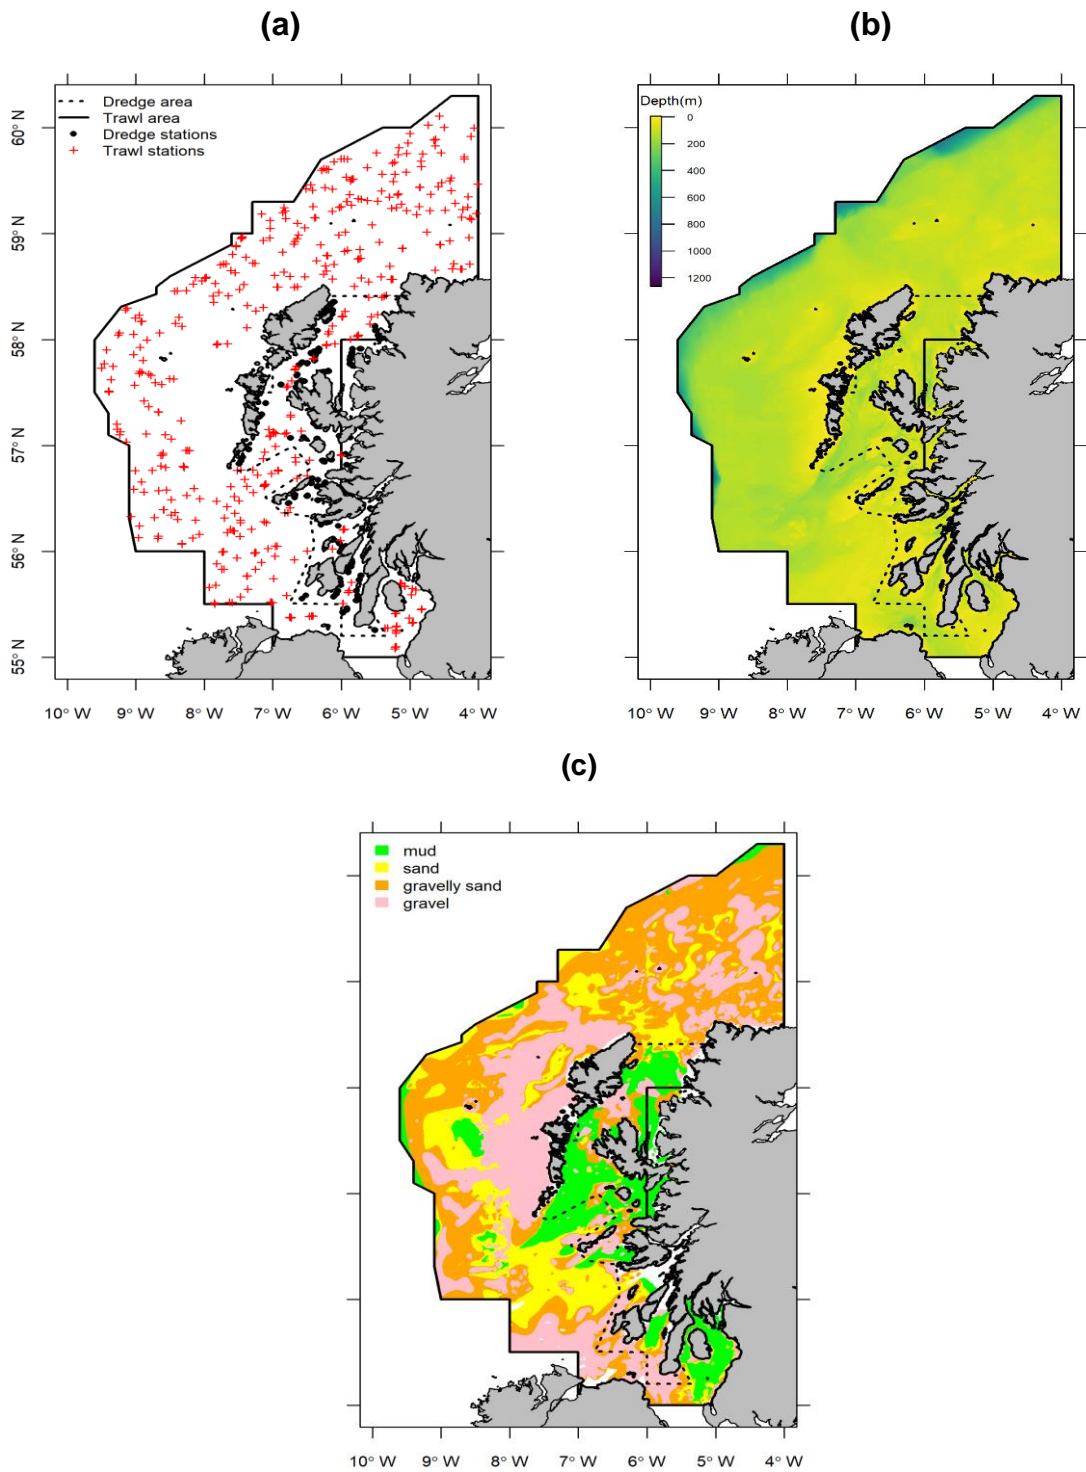 (a)
Dredge area
Trawl area
Dredge stations
Trawl stations
60° N
59° N
58° N
57° N
56° N
55° N
10° W 9° W 8° W 7° W 6° W 5° W 4° W
(b)
Depth(m)
0
200
400
600
800
1000
1200
10° W 9° W 8° W 7° W 6° W 5° W 4° W
(c)
mud
sand
gravelly sand
gravel
10° W 9° W 8° W 7° W 6° W 5° W 4° W